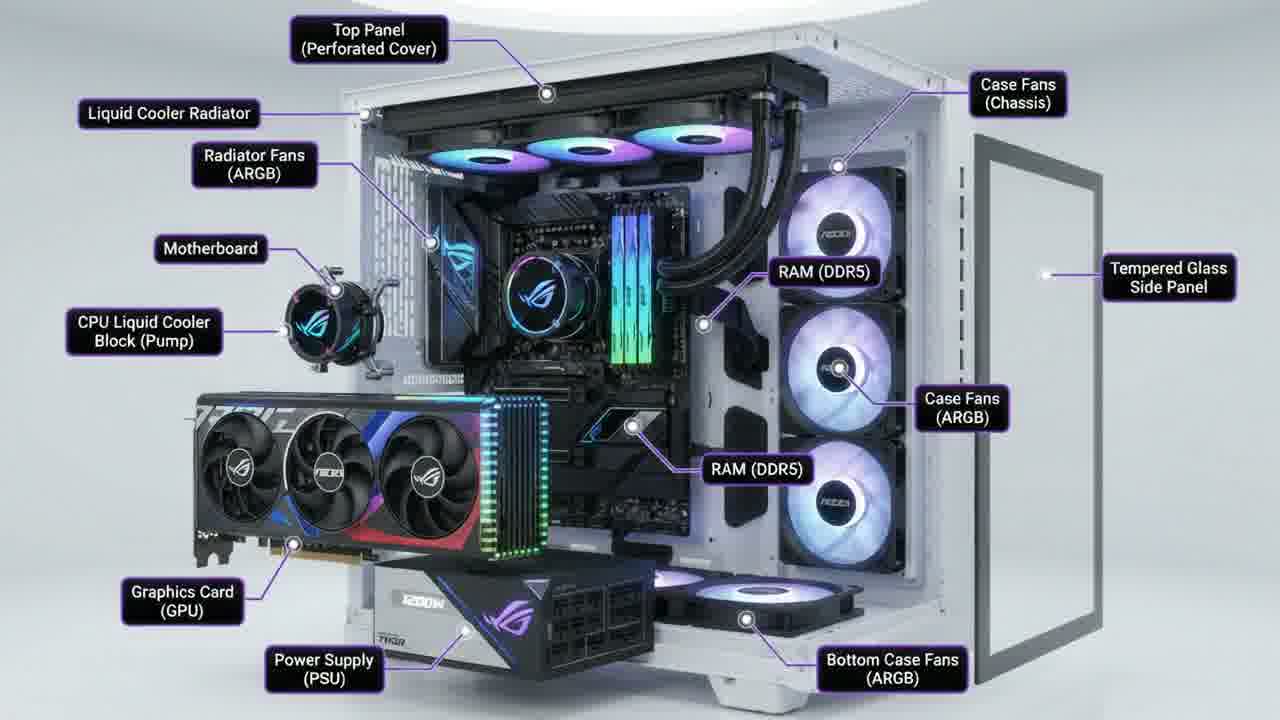 Top Panel
(Perforated Cover)
Liquid Cooler Radiator
Case Fans
(Chassis)
Radiator Fans
(ARGB)
Motherboard
RAM (DDR5)
Tempered Glass
Side Panel
CPU Liquid Cooler
Block (Pump)
Case Fans
(ARGB)
RAM (DDR5)
Graphics Card
(GPU)
1200W
THOR
Power Supply
(PSU)
Bottom Case Fans
(ARGB)